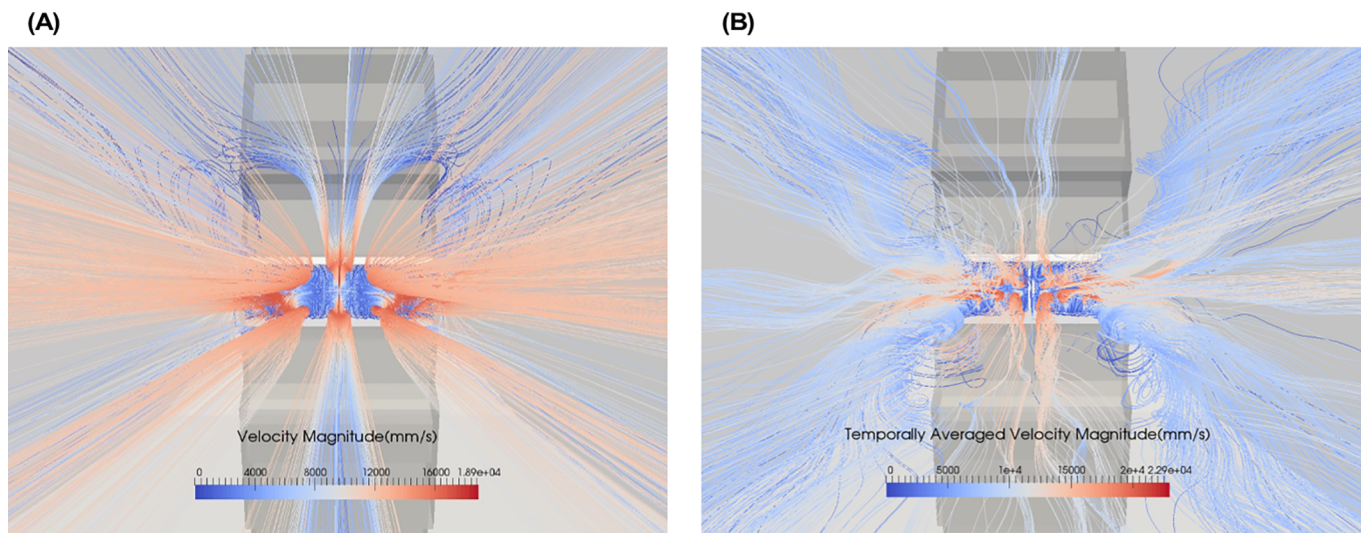 (A)
(B)
Velocity Magnitude(mm/s)
0 4000 8000 12000 16000 1.89e+04
Temporally Averaged Velocity Magnitude(mm/s)
0 5000 1e+4 15000 2e+4 2.29e+04